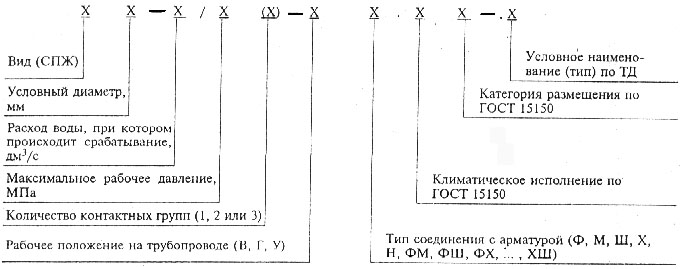 X X — X / X (X) — X X . X X — . X
Вид (СПЖ)
Условный диаметр,
мм
Расход воды, при котором
происходит срабатывание,
дм³/с
Максимальное рабочее давление,
МПа
Количество контактных групп (1, 2 или 3)
Рабочее положение на трубопроводе (В, Г, У)
Условное наимено-
вание (тип) по ТД
Категория размещения по
ГОСТ 15150
Климатическое исполнение по
ГОСТ 15150
Тип соединения с арматурой (Ф, М, Ш, Х,
Н, ФМ, ФШ, ФХ, ... , ХШ)